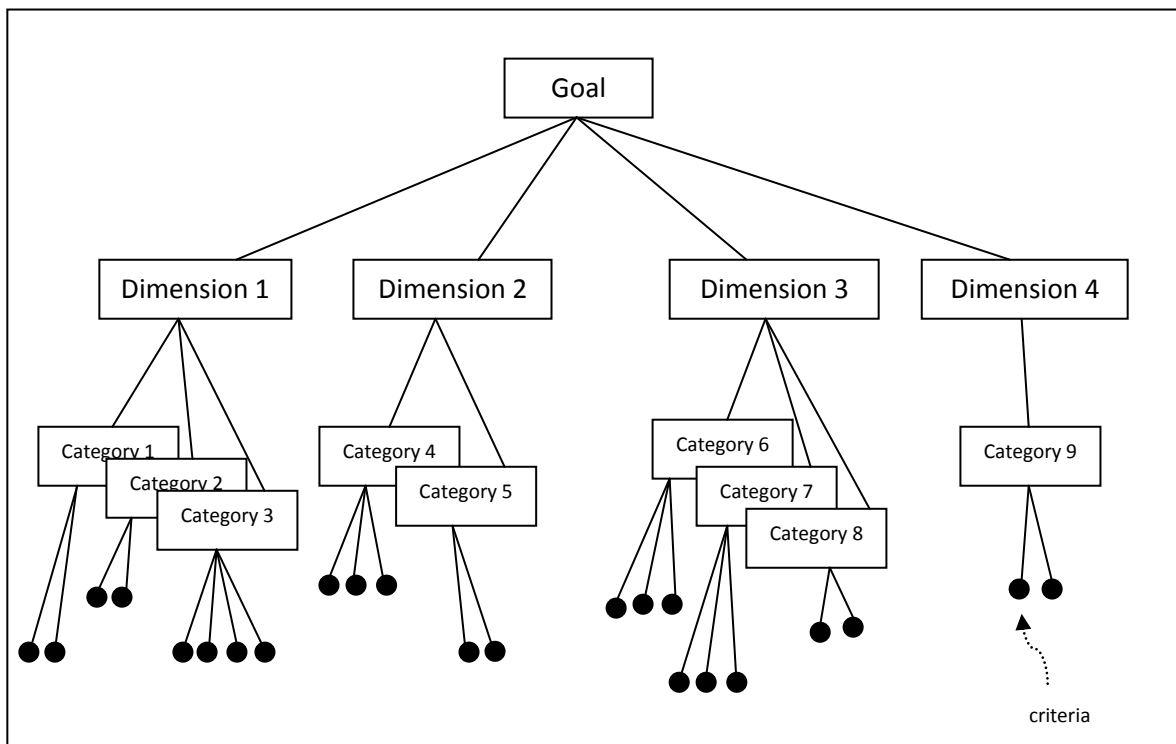 Goal
Dimension 1
Dimension 2
Dimension 3
Dimension 4
Category 1
Category 2
Category 3
Category 4
Category 5
Category 6
Category 7
Category 8
Category 9
criteria